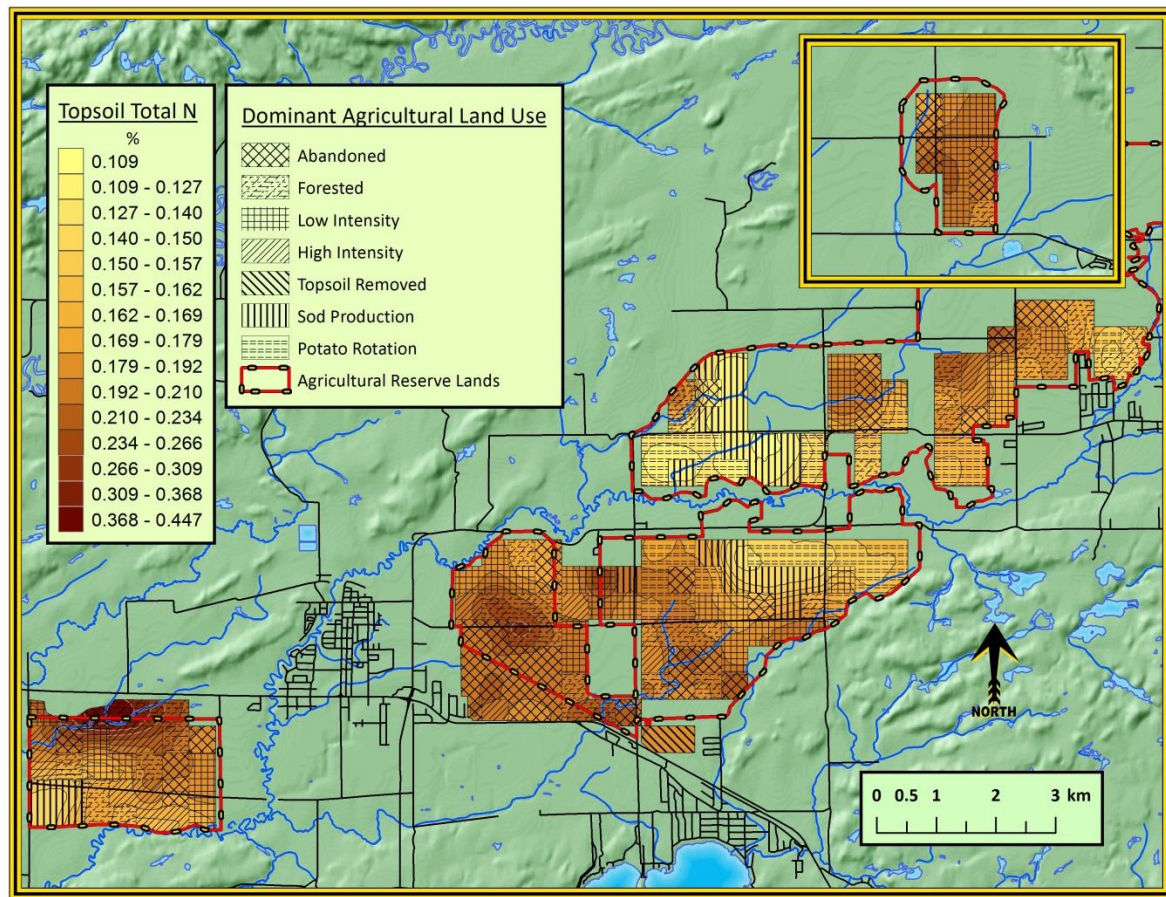 Topsoil Total N
%
0.109
0.109 - 0.127
0.127 - 0.140
0.140 - 0.150
0.150 - 0.157
0.157 - 0.162
0.162 - 0.169
0.169 - 0.179
0.179 - 0.192
0.192 - 0.210
0.210 - 0.234
0.234 - 0.266
0.266 - 0.309
0.309 - 0.368
0.368 - 0.447
Dominant Agricultural Land Use
Abandoned
Forested
Low Intensity
High Intensity
Topsoil Removed
Sod Production
Potato Rotation
Agricultural Reserve Lands
NORTH
0 0.5 1 2 3 km